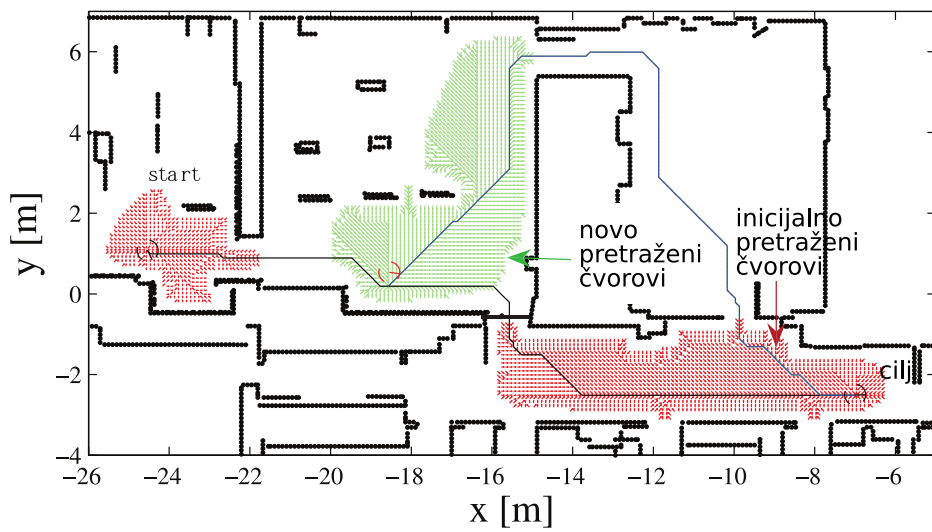 6
4
2
0
−2
−4
y [m]
start
novo
pretraženi
čvorovi
inicijalno
pretraženi
čvorovi
cilj
−26 −24 −22 −20 −18 −16 −14 −12 −10 −8 −6
x [m]